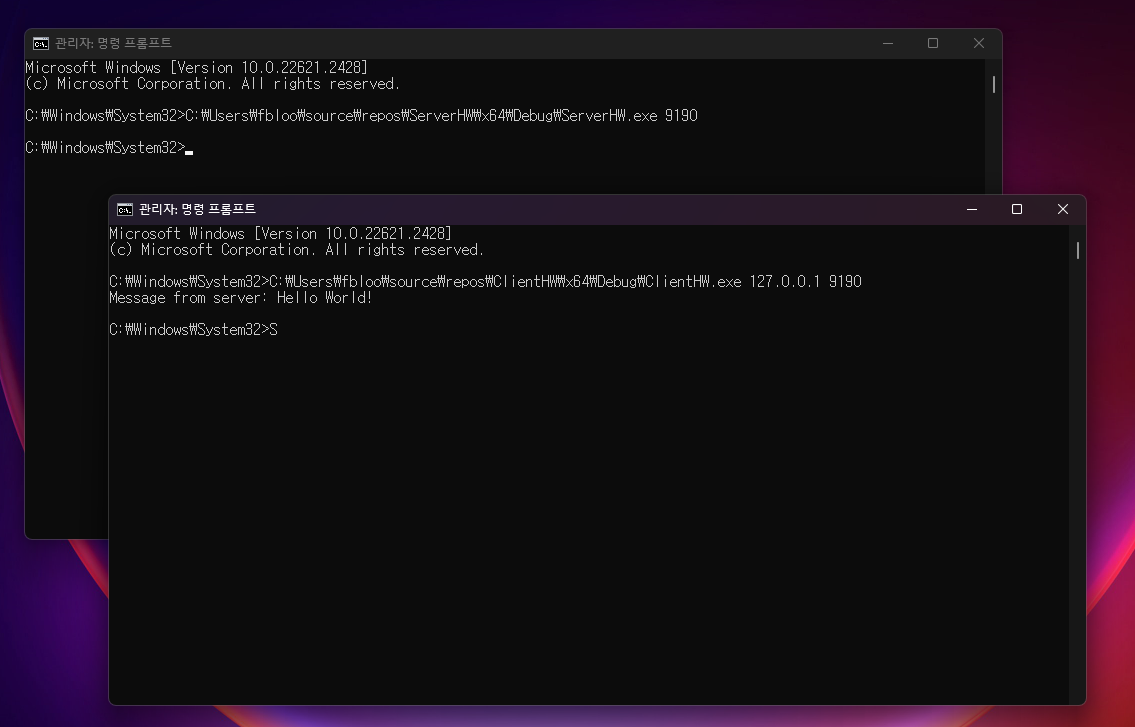 관리자: 명령 프롬프트
Microsoft Windows [Version 10.0.22621.2428]
(c) Microsoft Corporation. All rights reserved.
C:₩Windows₩System32>C:₩Users₩fbloo₩source₩repos₩ServerHW₩x64₩Debug₩ServerHW.exe 9190
C:₩Windows₩System32>
관리자: 명령 프롬프트
Microsoft Windows [Version 10.0.22621.2428]
(c) Microsoft Corporation. All rights reserved.
C:₩Windows₩System32>C:₩Users₩fbloo₩source₩repos₩ClientHW₩x64₩Debug₩ClientHW.exe 127.0.0.1 9190
Message from server: Hello World!
C:₩Windows₩System32>S